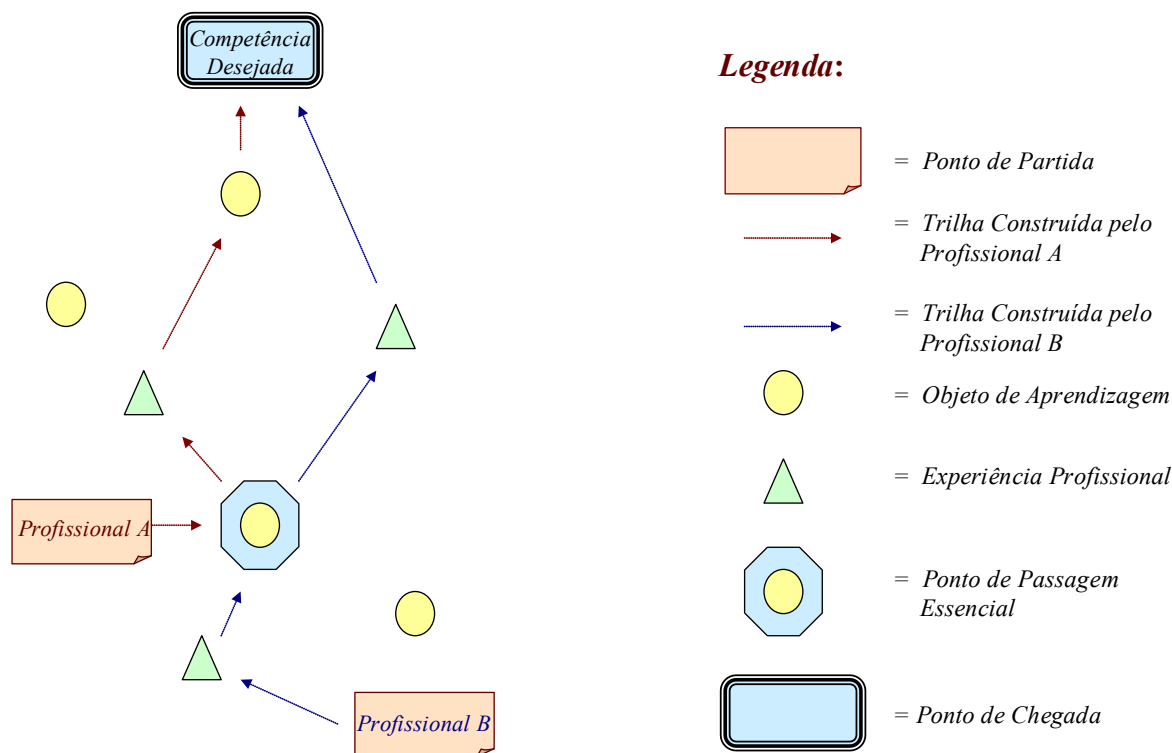 Competência
Desejada
Profissional A
Profissional B
Legenda:
= Ponto de Partida
= Trilha Construída pelo
Profissional A
= Trilha Construída pelo
Profissional B
= Objeto de Aprendizagem
= Experiência Profissional
= Ponto de Passagem
Essencial
= Ponto de Chegada